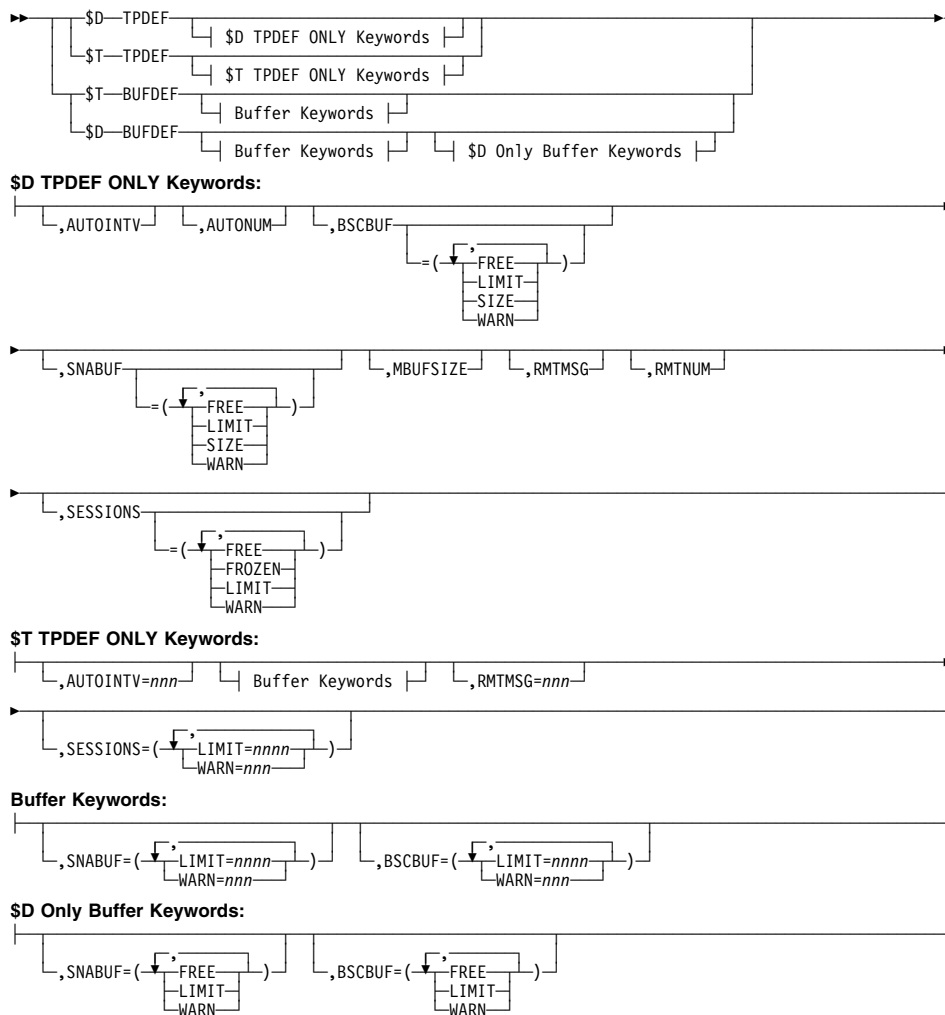 $D TPDEF
$D TPDEF ONLY Keywords
$T TPDEF
$T TPDEF ONLY Keywords
$T BUFDEF
Buffer Keywords
$D BUFDEF
Buffer Keywords $D Only Buffer Keywords
$D TPDEF ONLY Keywords:
,AUTOINTV ,AUTONUM ,BSCBUF
,
=( FREE )
LIMIT
SIZE
WARN
,SNABUF ,MBUFSIZE ,RMTMSG ,RMTNUM
,
=( FREE )
LIMIT
SIZE
WARN
,SESSIONS
,
=( FREE )
FROZEN
LIMIT
WARN
$T TPDEF ONLY Keywords:
,AUTOINTV=nnn Buffer Keywords ,RMTMSG=nnn
,
,SESSIONS=( LIMIT=nnnn )
WARN=nnn
Buffer Keywords:
, ,
,SNABUF=( LIMIT=nnnn ) ,BSCBUF=( LIMIT=nnnn )
WARN=nnn WARN=nnn
$D Only Buffer Keywords:
, ,
,SNABUF=( FREE ) ,BSCBUF=( FREE )
LIMIT LIMIT
WARN WARN